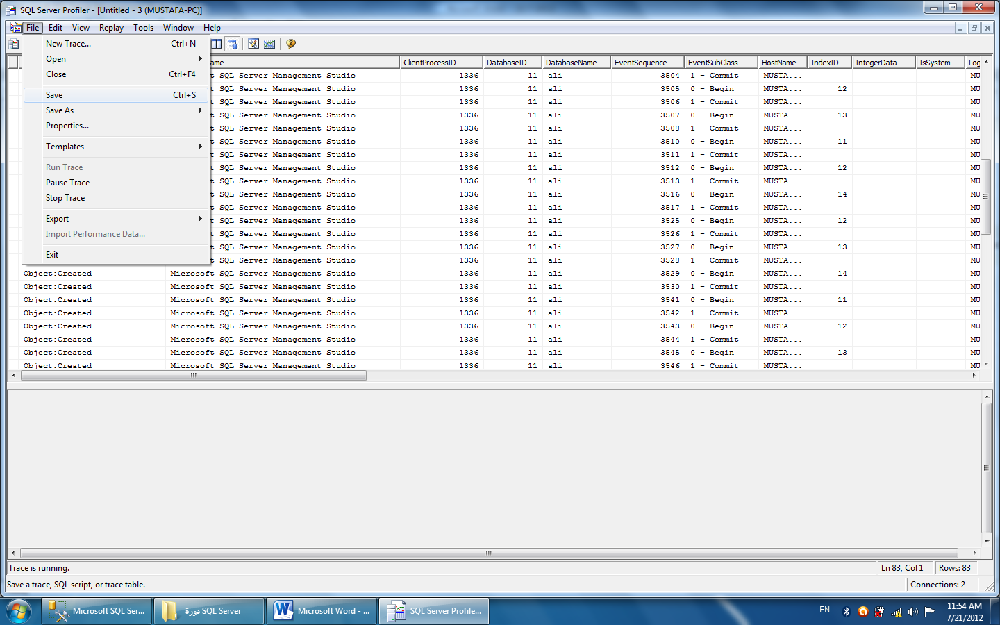 SQL Server Profiler - [Untitled - 3 (MUSTAFA-PC)]
File Edit View Replay Tools Window Help
New Trace... Ctrl+N
Open
Close Ctrl+F4
Save Ctrl+S
Save As
Properties...
Templates
Run Trace
Pause Trace
Stop Trace
Export
Import Performance Data...
Exit
ame ClientProcessID DatabaseID DatabaseName EventSequence EventSubClass HostName IndexID IntegerData IsSystem Log
t SQL Server Management Studio 1336 11 ali 3504 1 - Commit MUSTA... MU
t SQL Server Management Studio 1336 11 ali 3505 0 - Begin MUSTA... 12 MU
t SQL Server Management Studio 1336 11 ali 3506 1 - Commit MUSTA... MU
t SQL Server Management Studio 1336 11 ali 3507 0 - Begin MUSTA... 13 MU
t SQL Server Management Studio 1336 11 ali 3508 1 - Commit MUSTA... MU
t SQL Server Management Studio 1336 11 ali 3510 0 - Begin MUSTA... 11 MU
t SQL Server Management Studio 1336 11 ali 3511 1 - Commit MUSTA... MU
t SQL Server Management Studio 1336 11 ali 3512 0 - Begin MUSTA... 12 MU
t SQL Server Management Studio 1336 11 ali 3513 1 - Commit MUSTA... MU
t SQL Server Management Studio 1336 11 ali 3516 0 - Begin MUSTA... 14 MU
t SQL Server Management Studio 1336 11 ali 3517 1 - Commit MUSTA... MU
t SQL Server Management Studio 1336 11 ali 3525 0 - Begin MUSTA... 12 MU
t SQL Server Management Studio 1336 11 ali 3526 1 - Commit MUSTA... MU
t SQL Server Management Studio 1336 11 ali 3527 0 - Begin MUSTA... 13 MU
t SQL Server Management Studio 1336 11 ali 3528 1 - Commit MUSTA... MU
Object:Created Microsoft SQL Server Management Studio 1336 11 ali 3529 0 - Begin MUSTA... 14 MU
Object:Created Microsoft SQL Server Management Studio 1336 11 ali 3530 1 - Commit MUSTA... MU
Object:Created Microsoft SQL Server Management Studio 1336 11 ali 3541 0 - Begin MUSTA... 11 MU
Object:Created Microsoft SQL Server Management Studio 1336 11 ali 3542 1 - Commit MUSTA... MU
Object:Created Microsoft SQL Server Management Studio 1336 11 ali 3543 0 - Begin MUSTA... 12 MU
Object:Created Microsoft SQL Server Management Studio 1336 11 ali 3544 1 - Commit MUSTA... MU
Object:Created Microsoft SQL Server Management Studio 1336 11 ali 3545 0 - Begin MUSTA... 13 MU
Object:Created Microsoft SQL Server Management Studio 1336 11 ali 3546 1 - Commit MUSTA... MU
Trace is running. Ln 83, Col 1 Rows: 83
Save a trace, SQL script, or trace table. Connections: 2
Microsoft SQL Ser... دورة SQL Server Microsoft Word - ... SQL Server Profile... EN 11:54 AM
7/21/2012